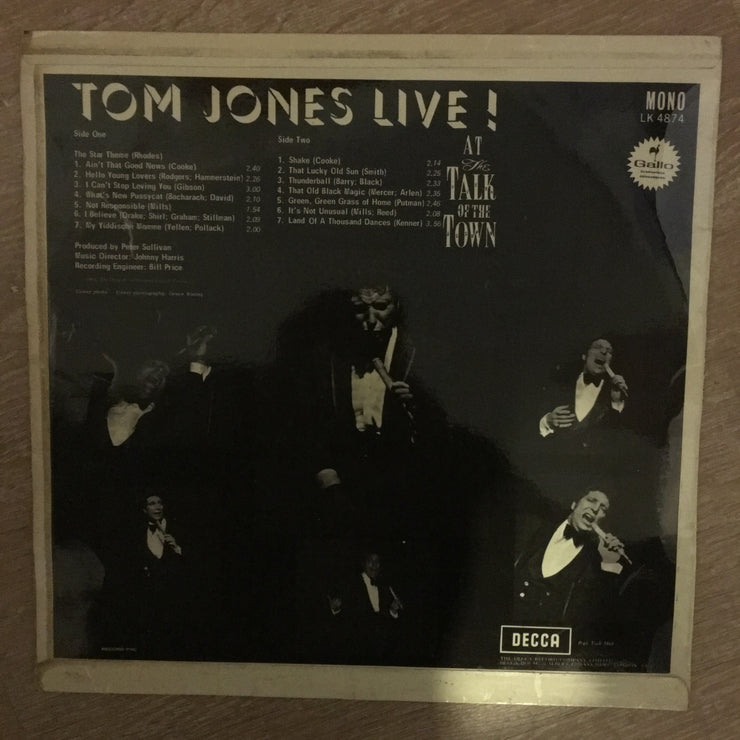 TOM JONES LIVE!
AT
The
TALK
OF THE
TOWN
MONO
LK 4874
Gallo
Side One
The Star Theme (Rhodes)
1. Ain't That Good News (Cooke) 2.40
2. Hello Young Lovers (Rodgers; Hammerstein) 2.26
3. I Can't Stop Loving You (Gibson) 3.00
4. What's New Pussycat (Bacharach; David) 2.10
5. Not Responsible (Mills) 1.54
6. I Believe (Drake; Shirl; Graham; Stillman) 2.09
7. My Yiddische Momme (Yellen; Pollack) 2.00
Produced by Peter Sullivan
Music Director: Johnny Harris
Recording Engineer: Bill Price
Side Two
1. Shake (Cooke) 2.14
2. That Lucky Old Sun (Smith) 2.25
3. Thunderball (Barry; Black) 2.33
4. That Old Black Magic (Mercer; Arlen) 2.35
5. Green, Green Grass of Home (Putman) 2.46
6. It's Not Unusual (Mills; Reed) 2.08
7. Land Of A Thousand Dances (Kenner) 3.56
DECCA